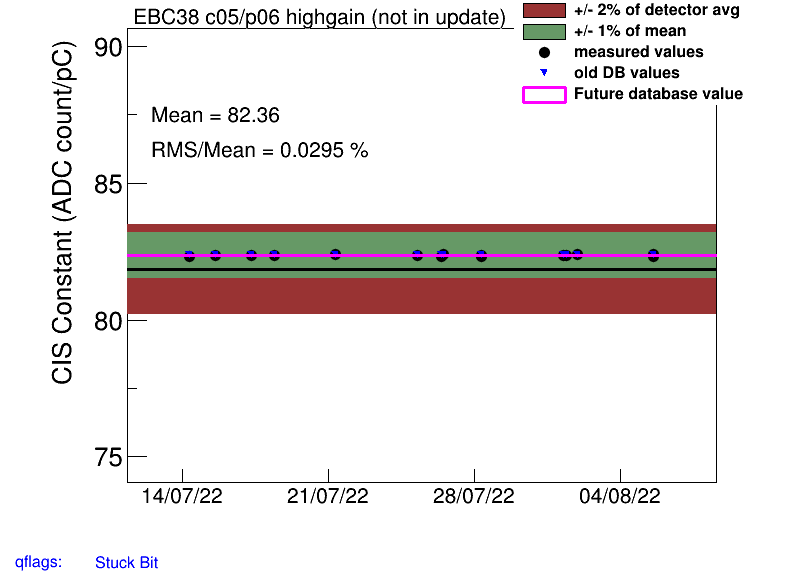 EBC38 c05/p06 highgain (not in update)
+/- 2% of detector avg
+/- 1% of mean
measured values
old DB values
Future database value
Mean = 82.36
RMS/Mean = 0.0295 %
CIS Constant (ADC count/pC)
90
85
80
75
14/07/22 21/07/22 28/07/22 04/08/22
qflags: Stuck Bit